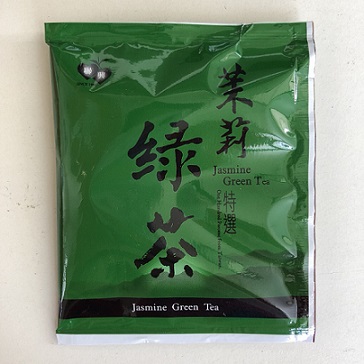 茉莉
綠茶
Jasmine
Green Tea
特選
Jasmine Green Tea